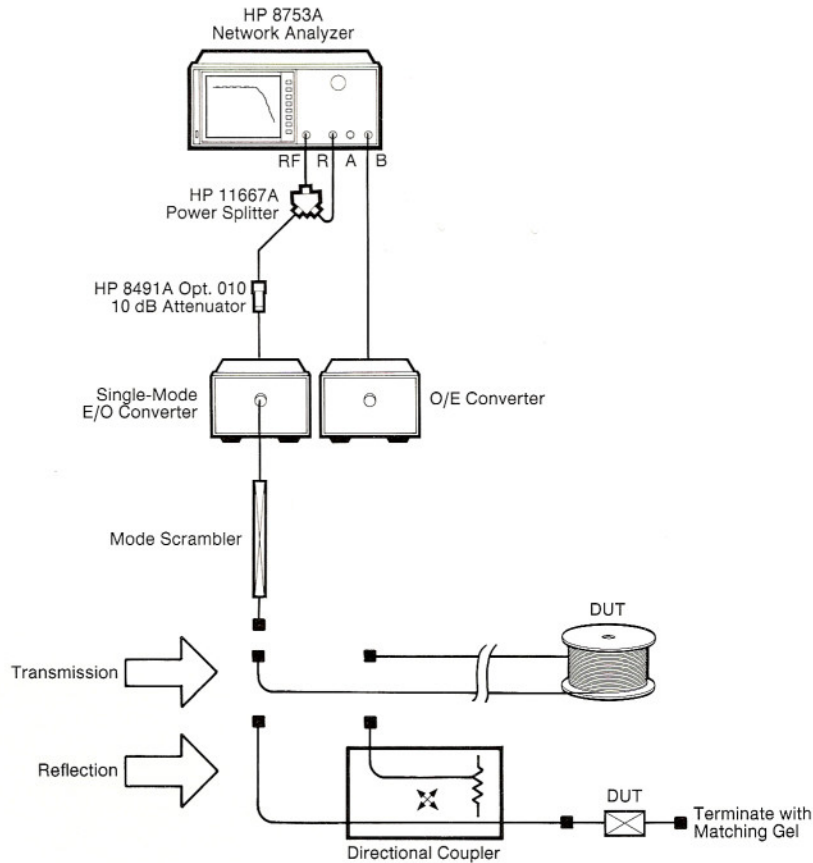 HP 8753A
Network Analyzer
RF R A B
HP 11667A
Power Splitter
HP 8491A Opt. 010
10 dB Attenuator
Single-Mode
E/O Converter
O/E Converter
Mode Scrambler
DUT
Transmission
Reflection
DUT
Terminate with
Matching Gel
Directional Coupler